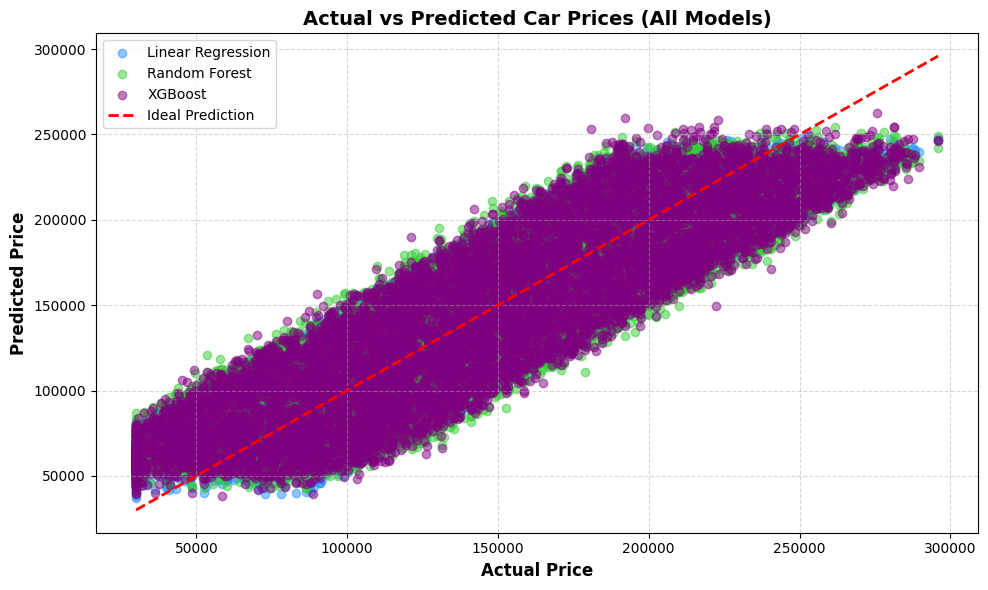 Actual vs Predicted Car Prices (All Models)
Linear Regression
Random Forest
XGBoost
Ideal Prediction
Predicted Price
300000
250000
200000
150000
100000
50000
50000 100000 150000 200000 250000 300000
Actual Price